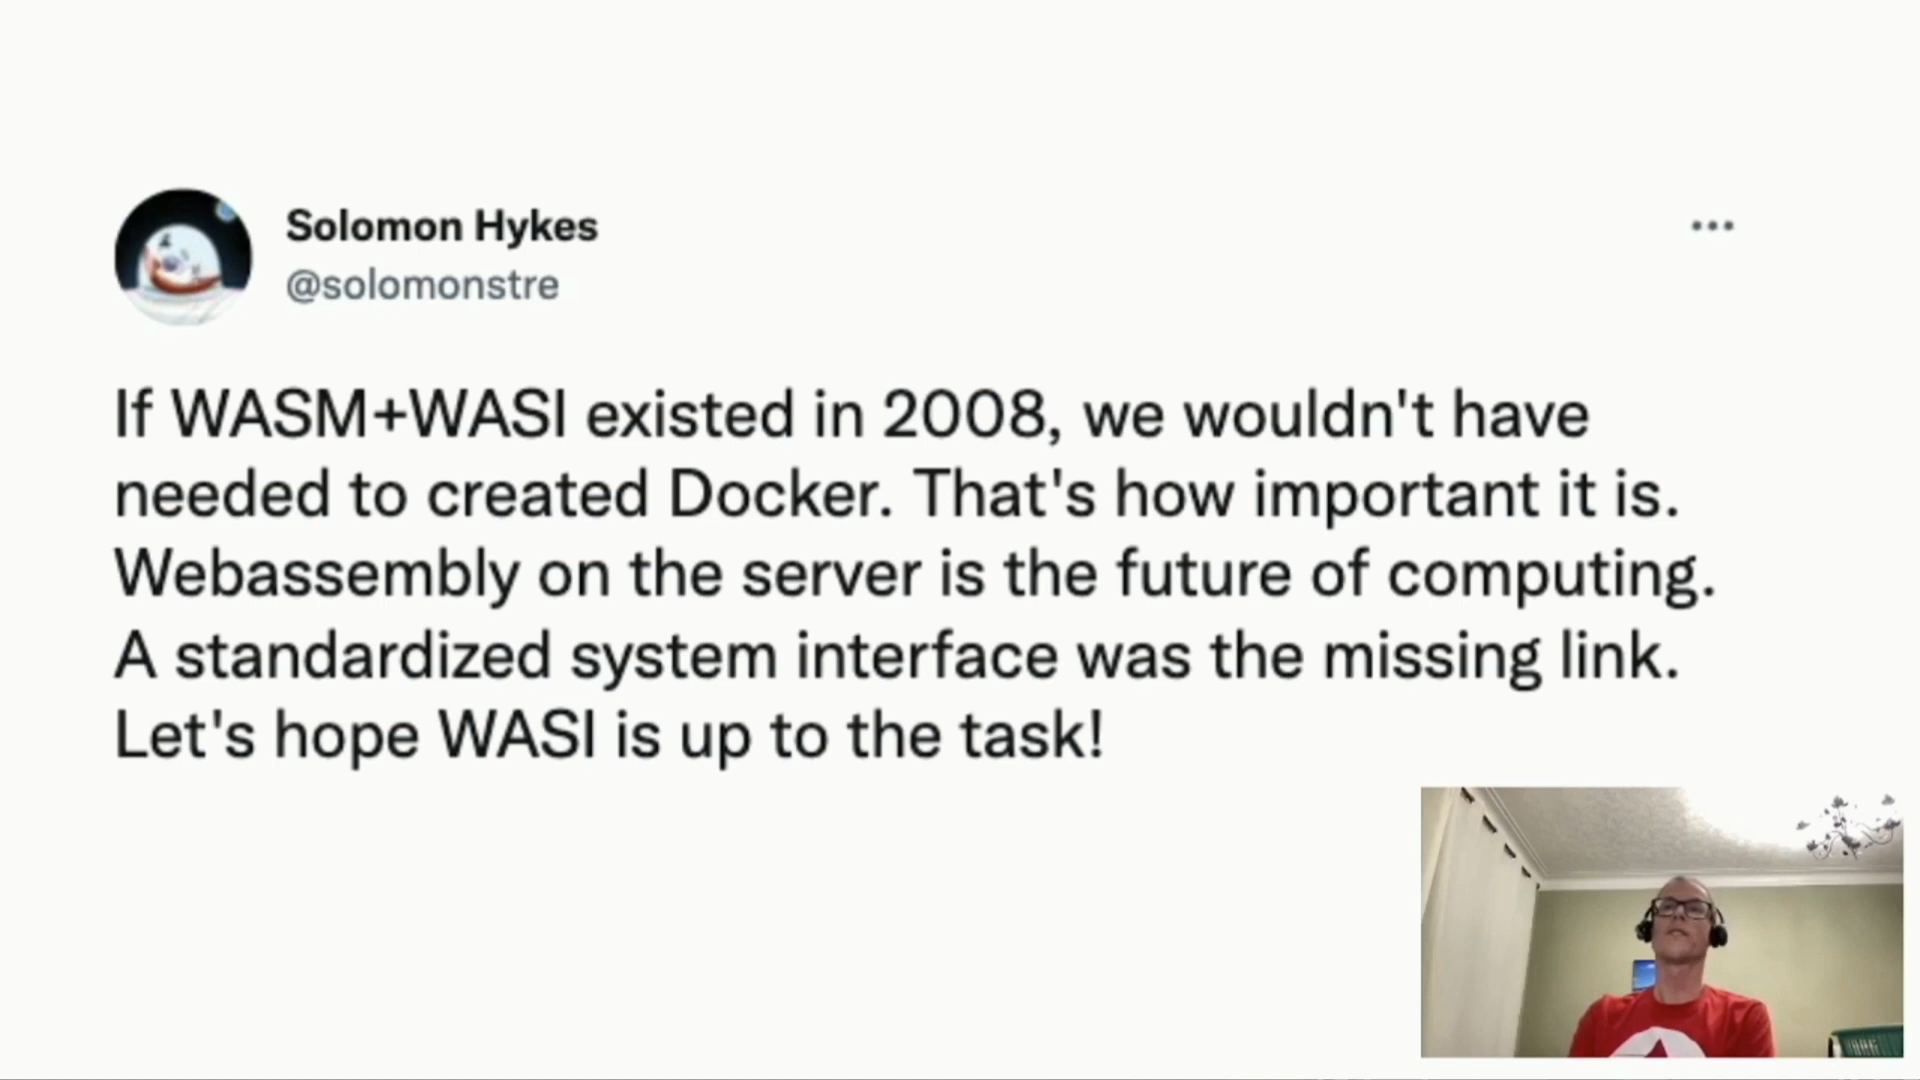 Solomon Hykes
@solomonstre
If WASM+WASI existed in 2008, we wouldn't have
needed to created Docker. That's how important it is.
Webassembly on the server is the future of computing.
A standardized system interface was the missing link.
Let's hope WASI is up to the task!